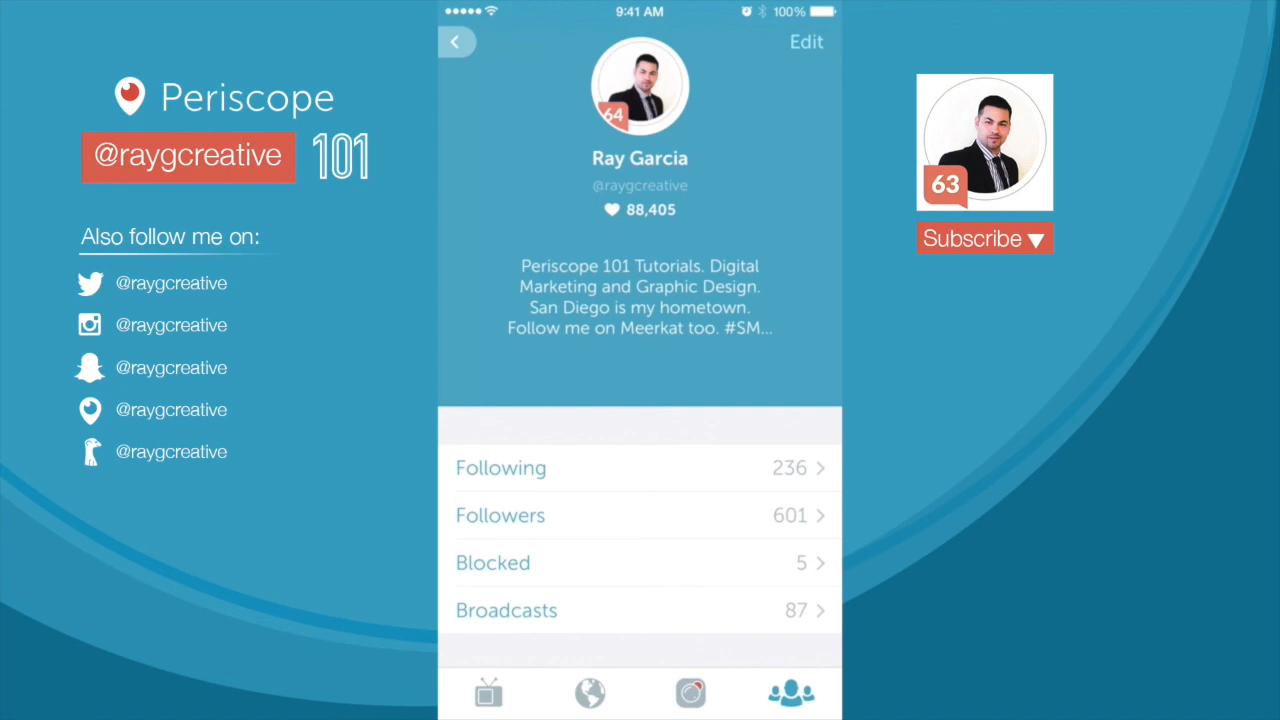 Periscope
@raygcreative 101
Also follow me on:
@raygcreative
@raygcreative
@raygcreative
@raygcreative
@raygcreative
9:41 AM 100%
Edit
64
Ray Garcia
@raygcreative
88,405
Periscope 101 Tutorials. Digital
Marketing and Graphic Design.
San Diego is my hometown.
Follow me on Meerkat too. #SM...
Following 236
Followers 601
Blocked 5
Broadcasts 87
63
Subscribe